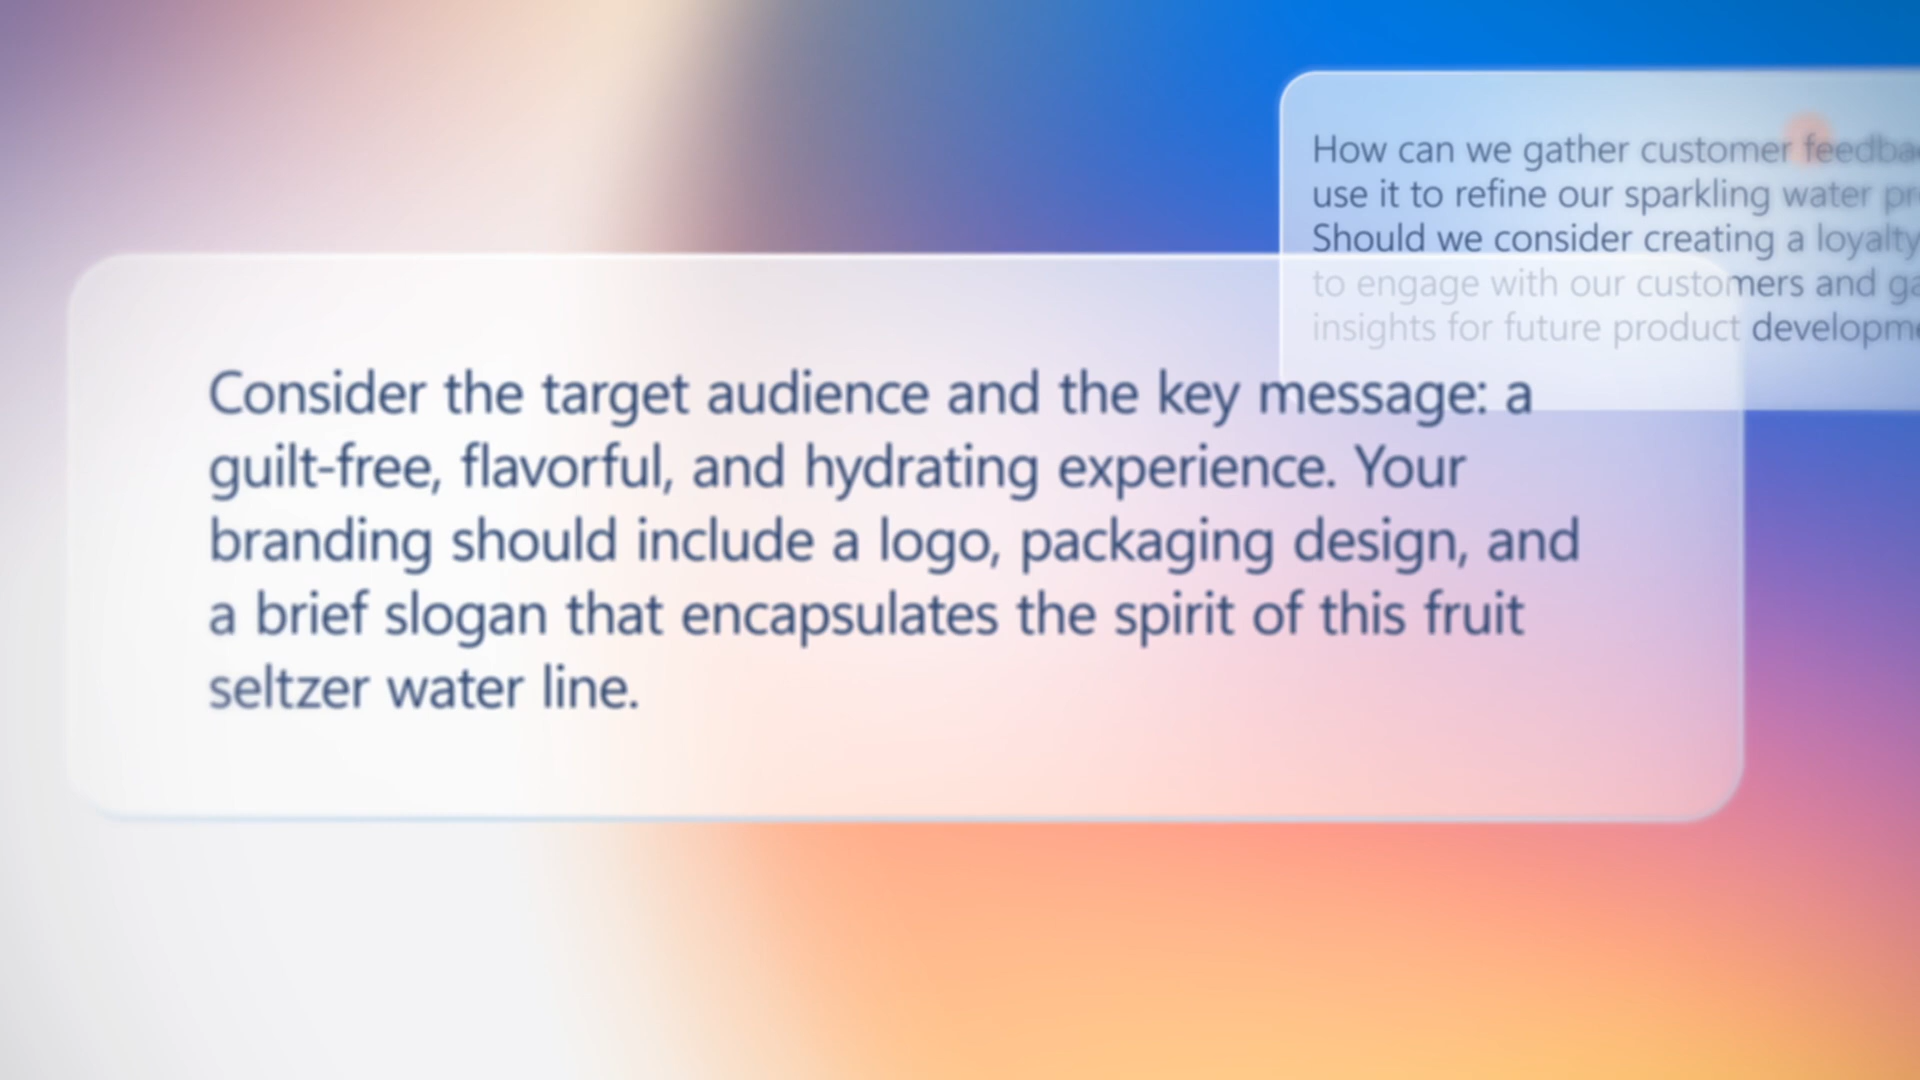 How can we gather customer
use it to refine our sparkling water
Should we consider creating a loyalty
to engage with our customers and
insights for future product
Consider the target audience and the key message: a
guilt-free, flavorful, and hydrating experience. Your
branding should include a logo, packaging design, and
a brief slogan that encapsulates the spirit of this fruit
seltzer water line.